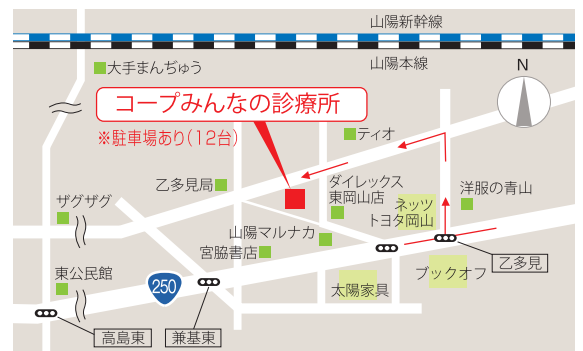 山陽新幹線
山陽本線
大手まんぢゅう
N
コープみんなの診療所
※駐車場あり(12台)
ティオ
乙多見局
ダイレックス
東岡山店
洋服の青山
ザグザグ
ネッツ
トヨタ岡山
山陽マルナカ
宮脇書店
乙多見
東公民館
250
ブックオフ
太陽家具
高島東
兼基東